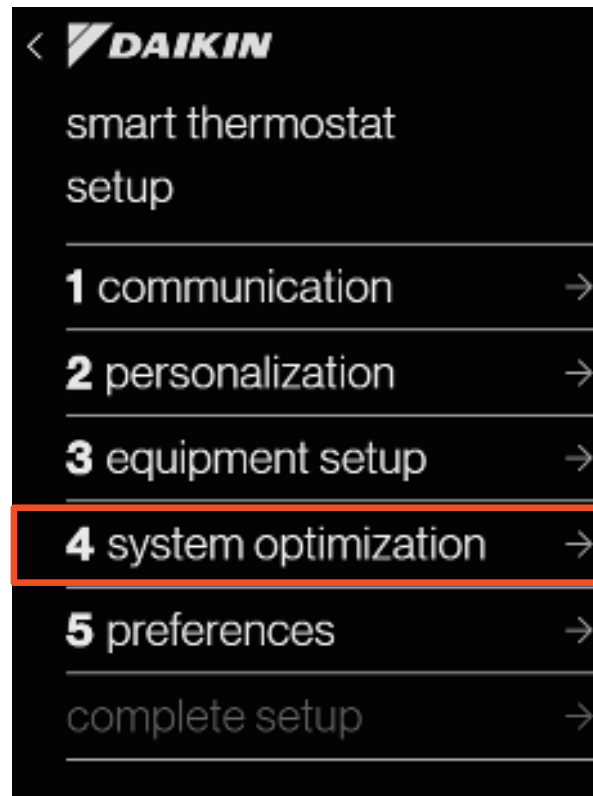 < DAIKIN
smart thermostat
setup
1 communication →
2 personalization →
3 equipment setup →
4 system optimization →
5 preferences →
complete setup →